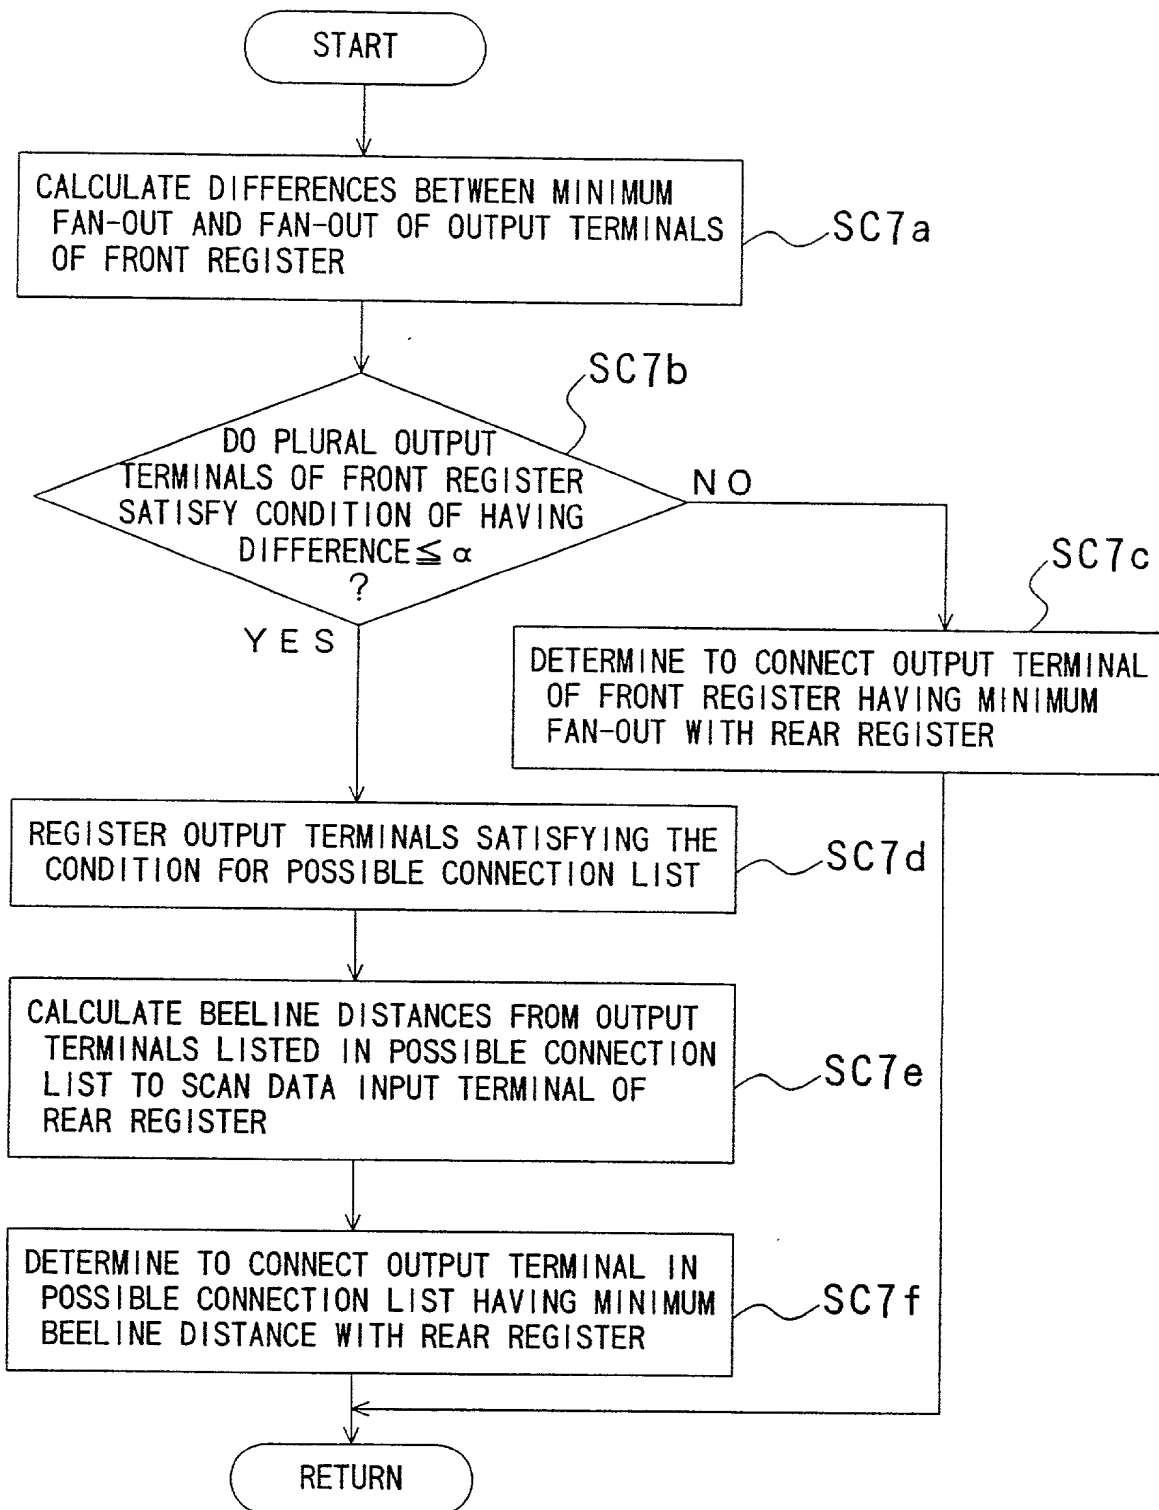 START
CALCULATE DIFFERENCES BETWEEN MINIMUM
FAN-OUT AND FAN-OUT OF OUTPUT TERMINALS
OF FRONT REGISTER
SC7a
SC7b
DO PLURAL OUTPUT
TERMINALS OF FRONT REGISTER
SATISFY CONDITION OF HAVING
DIFFERENCE≦α
?
NO
YES
SC7c
DETERMINE TO CONNECT OUTPUT TERMINAL
OF FRONT REGISTER HAVING MINIMUM
FAN-OUT WITH REAR REGISTER
REGISTER OUTPUT TERMINALS SATISFYING THE
CONDITION FOR POSSIBLE CONNECTION LIST
SC7d
CALCULATE BEELINE DISTANCES FROM OUTPUT
TERMINALS LISTED IN POSSIBLE CONNECTION
LIST TO SCAN DATA INPUT TERMINAL OF
REAR REGISTER
SC7e
DETERMINE TO CONNECT OUTPUT TERMINAL IN
POSSIBLE CONNECTION LIST HAVING MINIMUM
BEELINE DISTANCE WITH REAR REGISTER
SC7f
RETURN